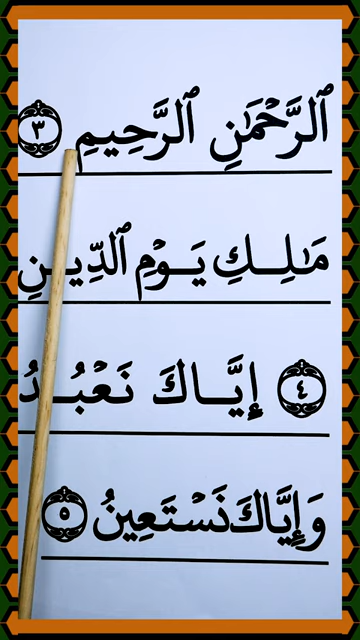 ٱلرَّحْمَٰنِ ٱلرَّحِيمِ ٣
مَٰلِكِ يَوْمِ ٱلدِّينِ
٤ إِيَّاكَ نَعْبُدُ
وَإِيَّاكَ نَسْتَعِينُ ٥